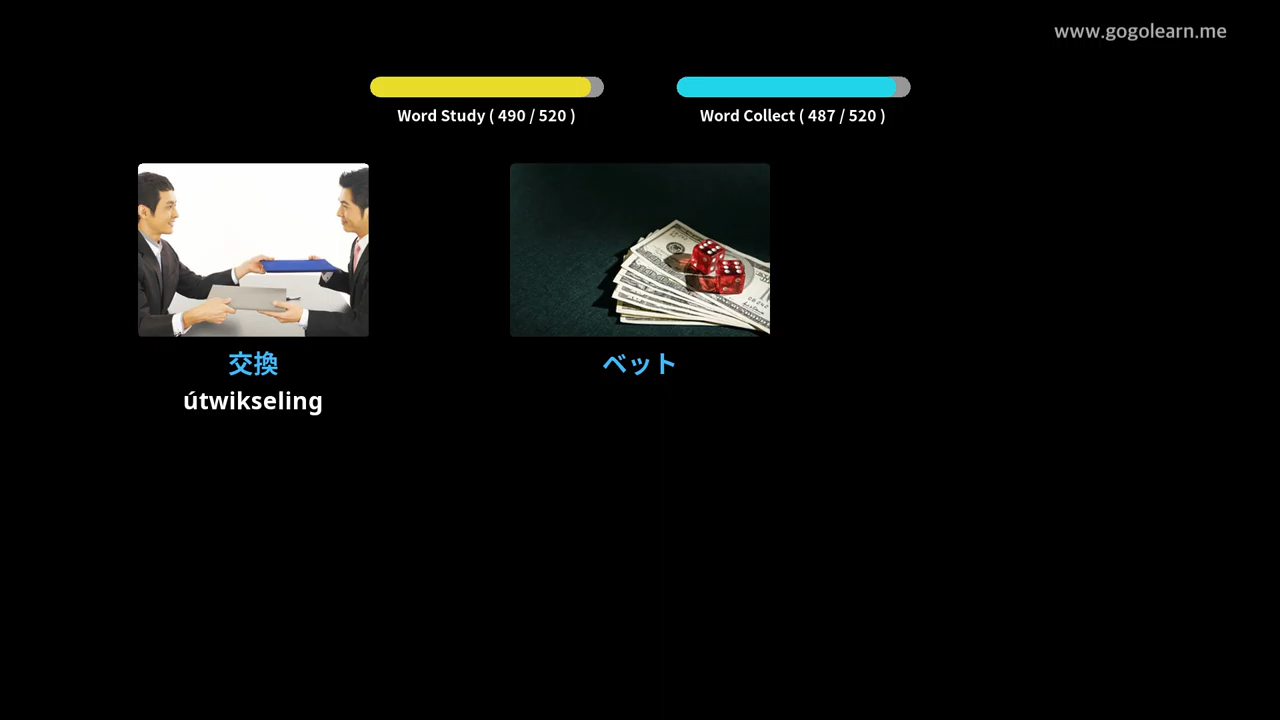 www.gogolearn.me
Word Study ( 490 / 520 )
Word Collect ( 487 / 520 )
交換
útwikseling
ベット